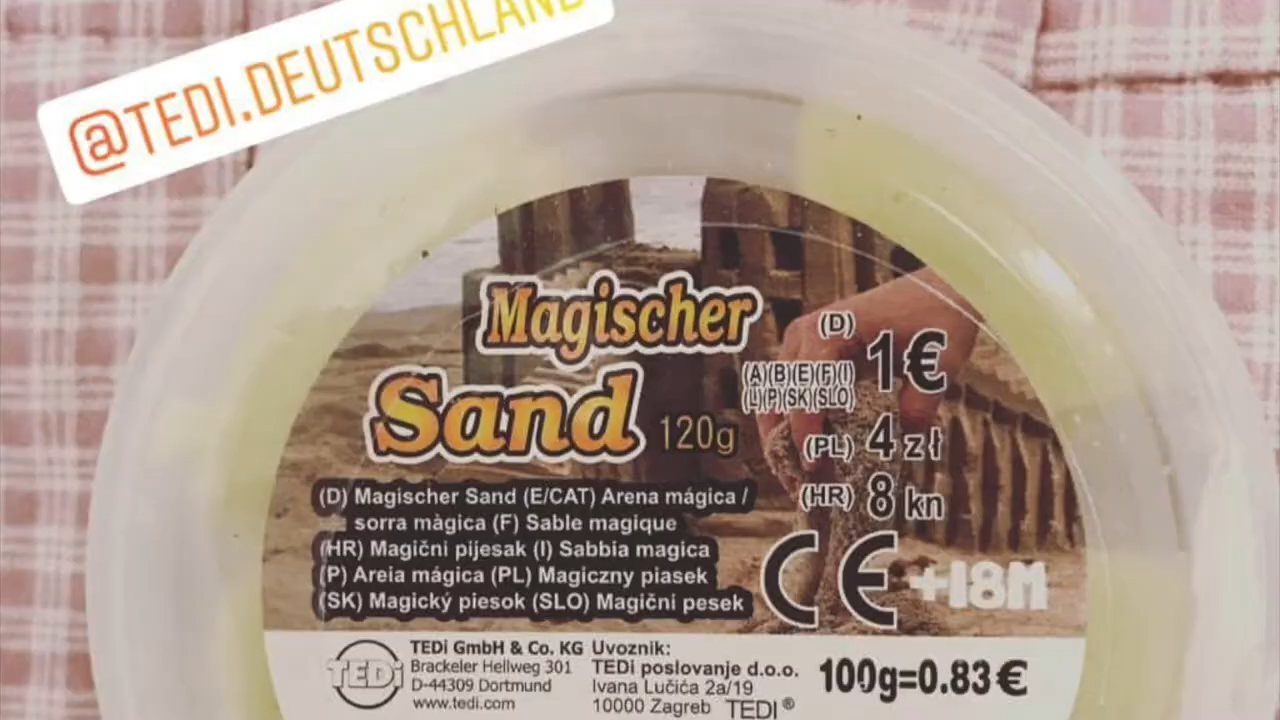 @TEDI.DEUTSCHLAND
Magischer
Sand 120g
(D) 1€
(A)(B)(E)(F)(I)
(L)(P)(SK)(SLO)
(PL) 4 zł
(HR) 8 kn
(D) Magischer Sand (E/CAT) Arena mágica /
sorra màgica (F) Sable magique
(HR) Magični pijesak (I) Sabbia magica
(P) Areia mágica (PL) Magiczny piasek
(SK) Magický piesok (SLO) Magični pesek
CE +18M
TEDi
TEDi GmbH & Co. KG
Brackeler Hellweg 301
D-44309 Dortmund
www.tedi.com
Uvoznik:
TEDi poslovanje d.o.o.
Ivana Lučića 2a/19
10000 Zagreb TEDI®
100g=0.83€